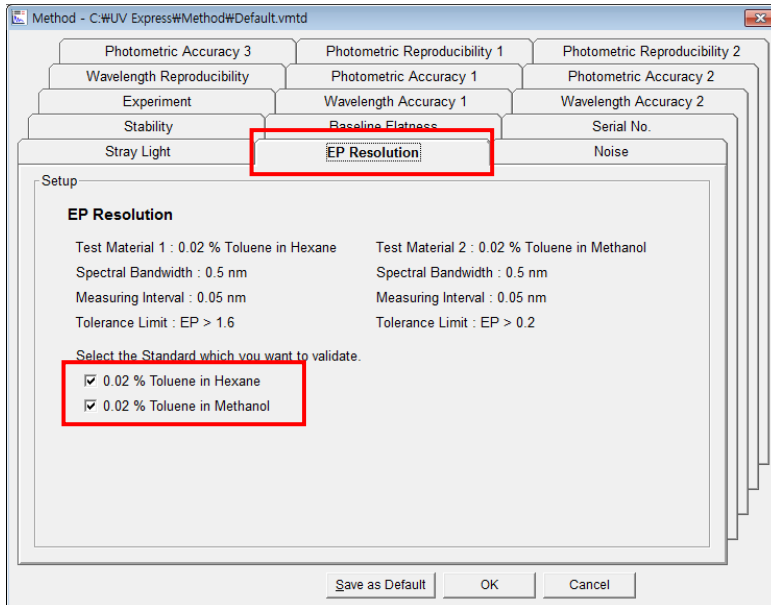 Method - C:₩UV Express₩Method₩Default.vmtd
Photometric Accuracy 3 Photometric Reproducibility 1 Photometric Reproducibility 2
Wavelength Reproducibility Photometric Accuracy 1 Photometric Accuracy 2
Experiment Wavelength Accuracy 1 Wavelength Accuracy 2
Stability Baseline Flatness Serial No.
Stray Light EP Resolution Noise
Setup
EP Resolution
Test Material 1 : 0.02 % Toluene in Hexane Test Material 2 : 0.02 % Toluene in Methanol
Spectral Bandwidth : 0.5 nm Spectral Bandwidth : 0.5 nm
Measuring Interval : 0.05 nm Measuring Interval : 0.05 nm
Tolerance Limit : EP > 1.6 Tolerance Limit : EP > 0.2
Select the Standard which you want to validate.
0.02 % Toluene in Hexane
0.02 % Toluene in Methanol
Save as Default OK Cancel